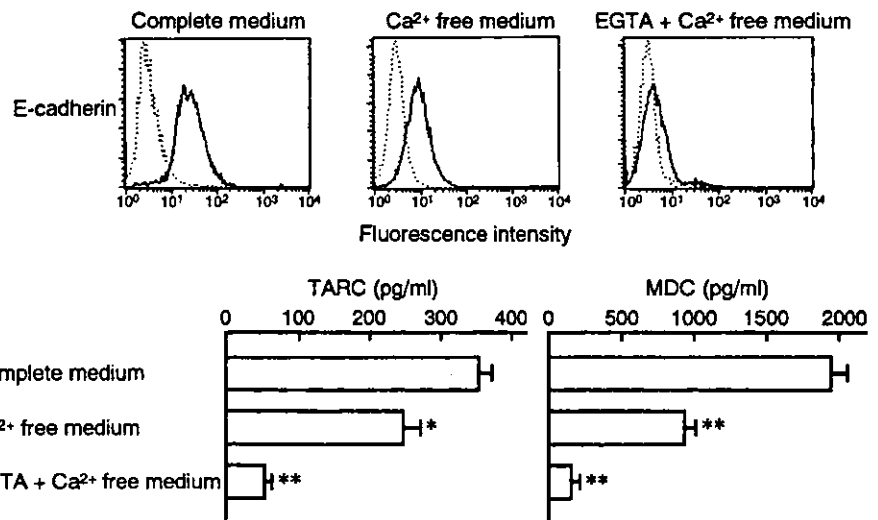 Complete medium
Ca²⁺ free medium
EGTA + Ca²⁺ free medium
E-cadherin
10⁰ 10¹ 10² 10³ 10⁴
10⁰ 10¹ 10² 10³ 10⁴
10⁰ 10¹ 10² 10³ 10⁴
Fluorescence intensity
TARC (pg/ml)
MDC (pg/ml)
0 100 200 300 400
0 500 1000 1500 2000
mplete medium
²⁺ free medium
*
**
TA + Ca²⁺ free medium
**
**